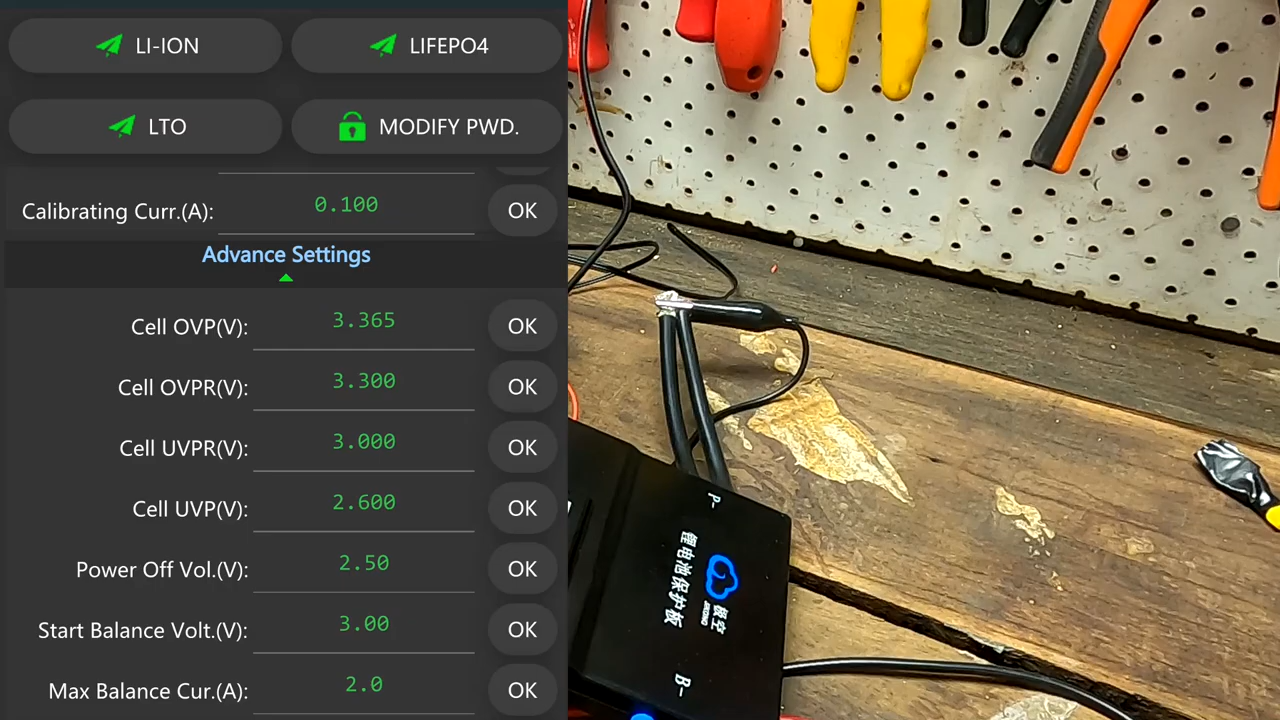 LI-ION
LIFEPO4
LTO
MODIFY PWD.
Calibrating Curr.(A): 0.100 OK
Advance Settings
Cell OVP(V): 3.365 OK
Cell OVPR(V): 3.300 OK
Cell UVPR(V): 3.000 OK
Cell UVP(V): 2.600 OK
Power Off Vol.(V): 2.50 OK
Start Balance Volt.(V): 3.00 OK
Max Balance Cur.(A): 2.0 OK
P-
极空
锂电池保护板
B-